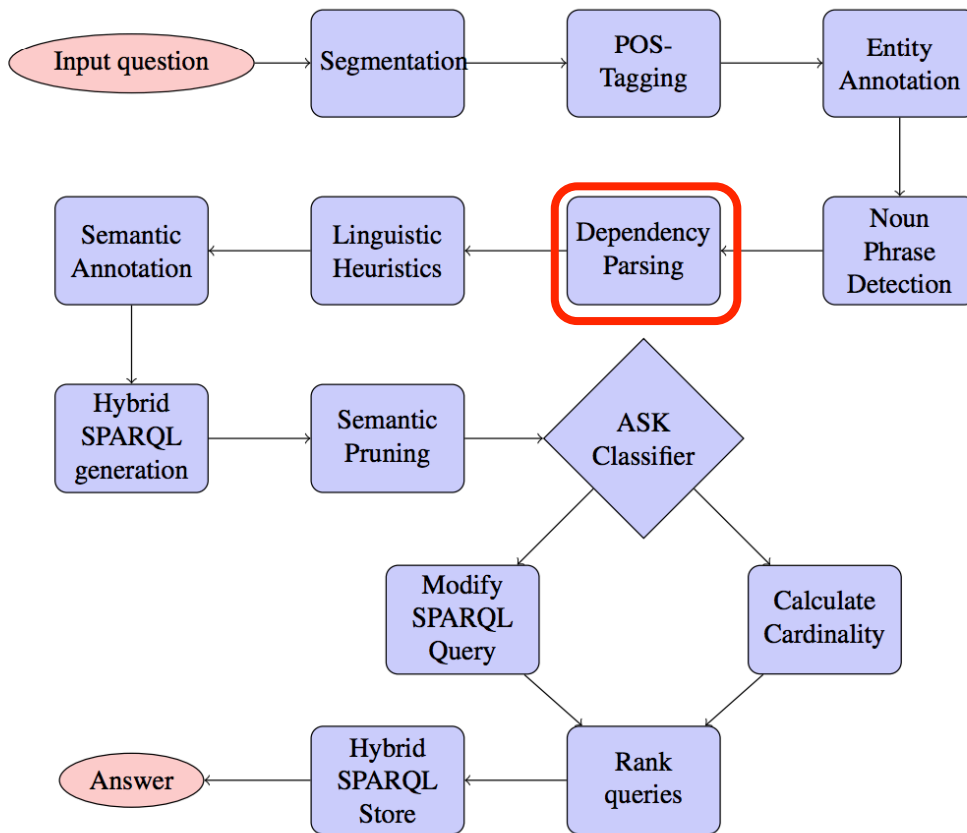 Input question
Segmentation
POS-
Tagging
Entity
Annotation
Noun
Phrase
Detection
Dependency
Parsing
Linguistic
Heuristics
Semantic
Annotation
Hybrid
SPARQL
generation
Semantic
Pruning
ASK
Classifier
Modify
SPARQL
Query
Calculate
Cardinality
Rank
queries
Hybrid
SPARQL
Store
Answer